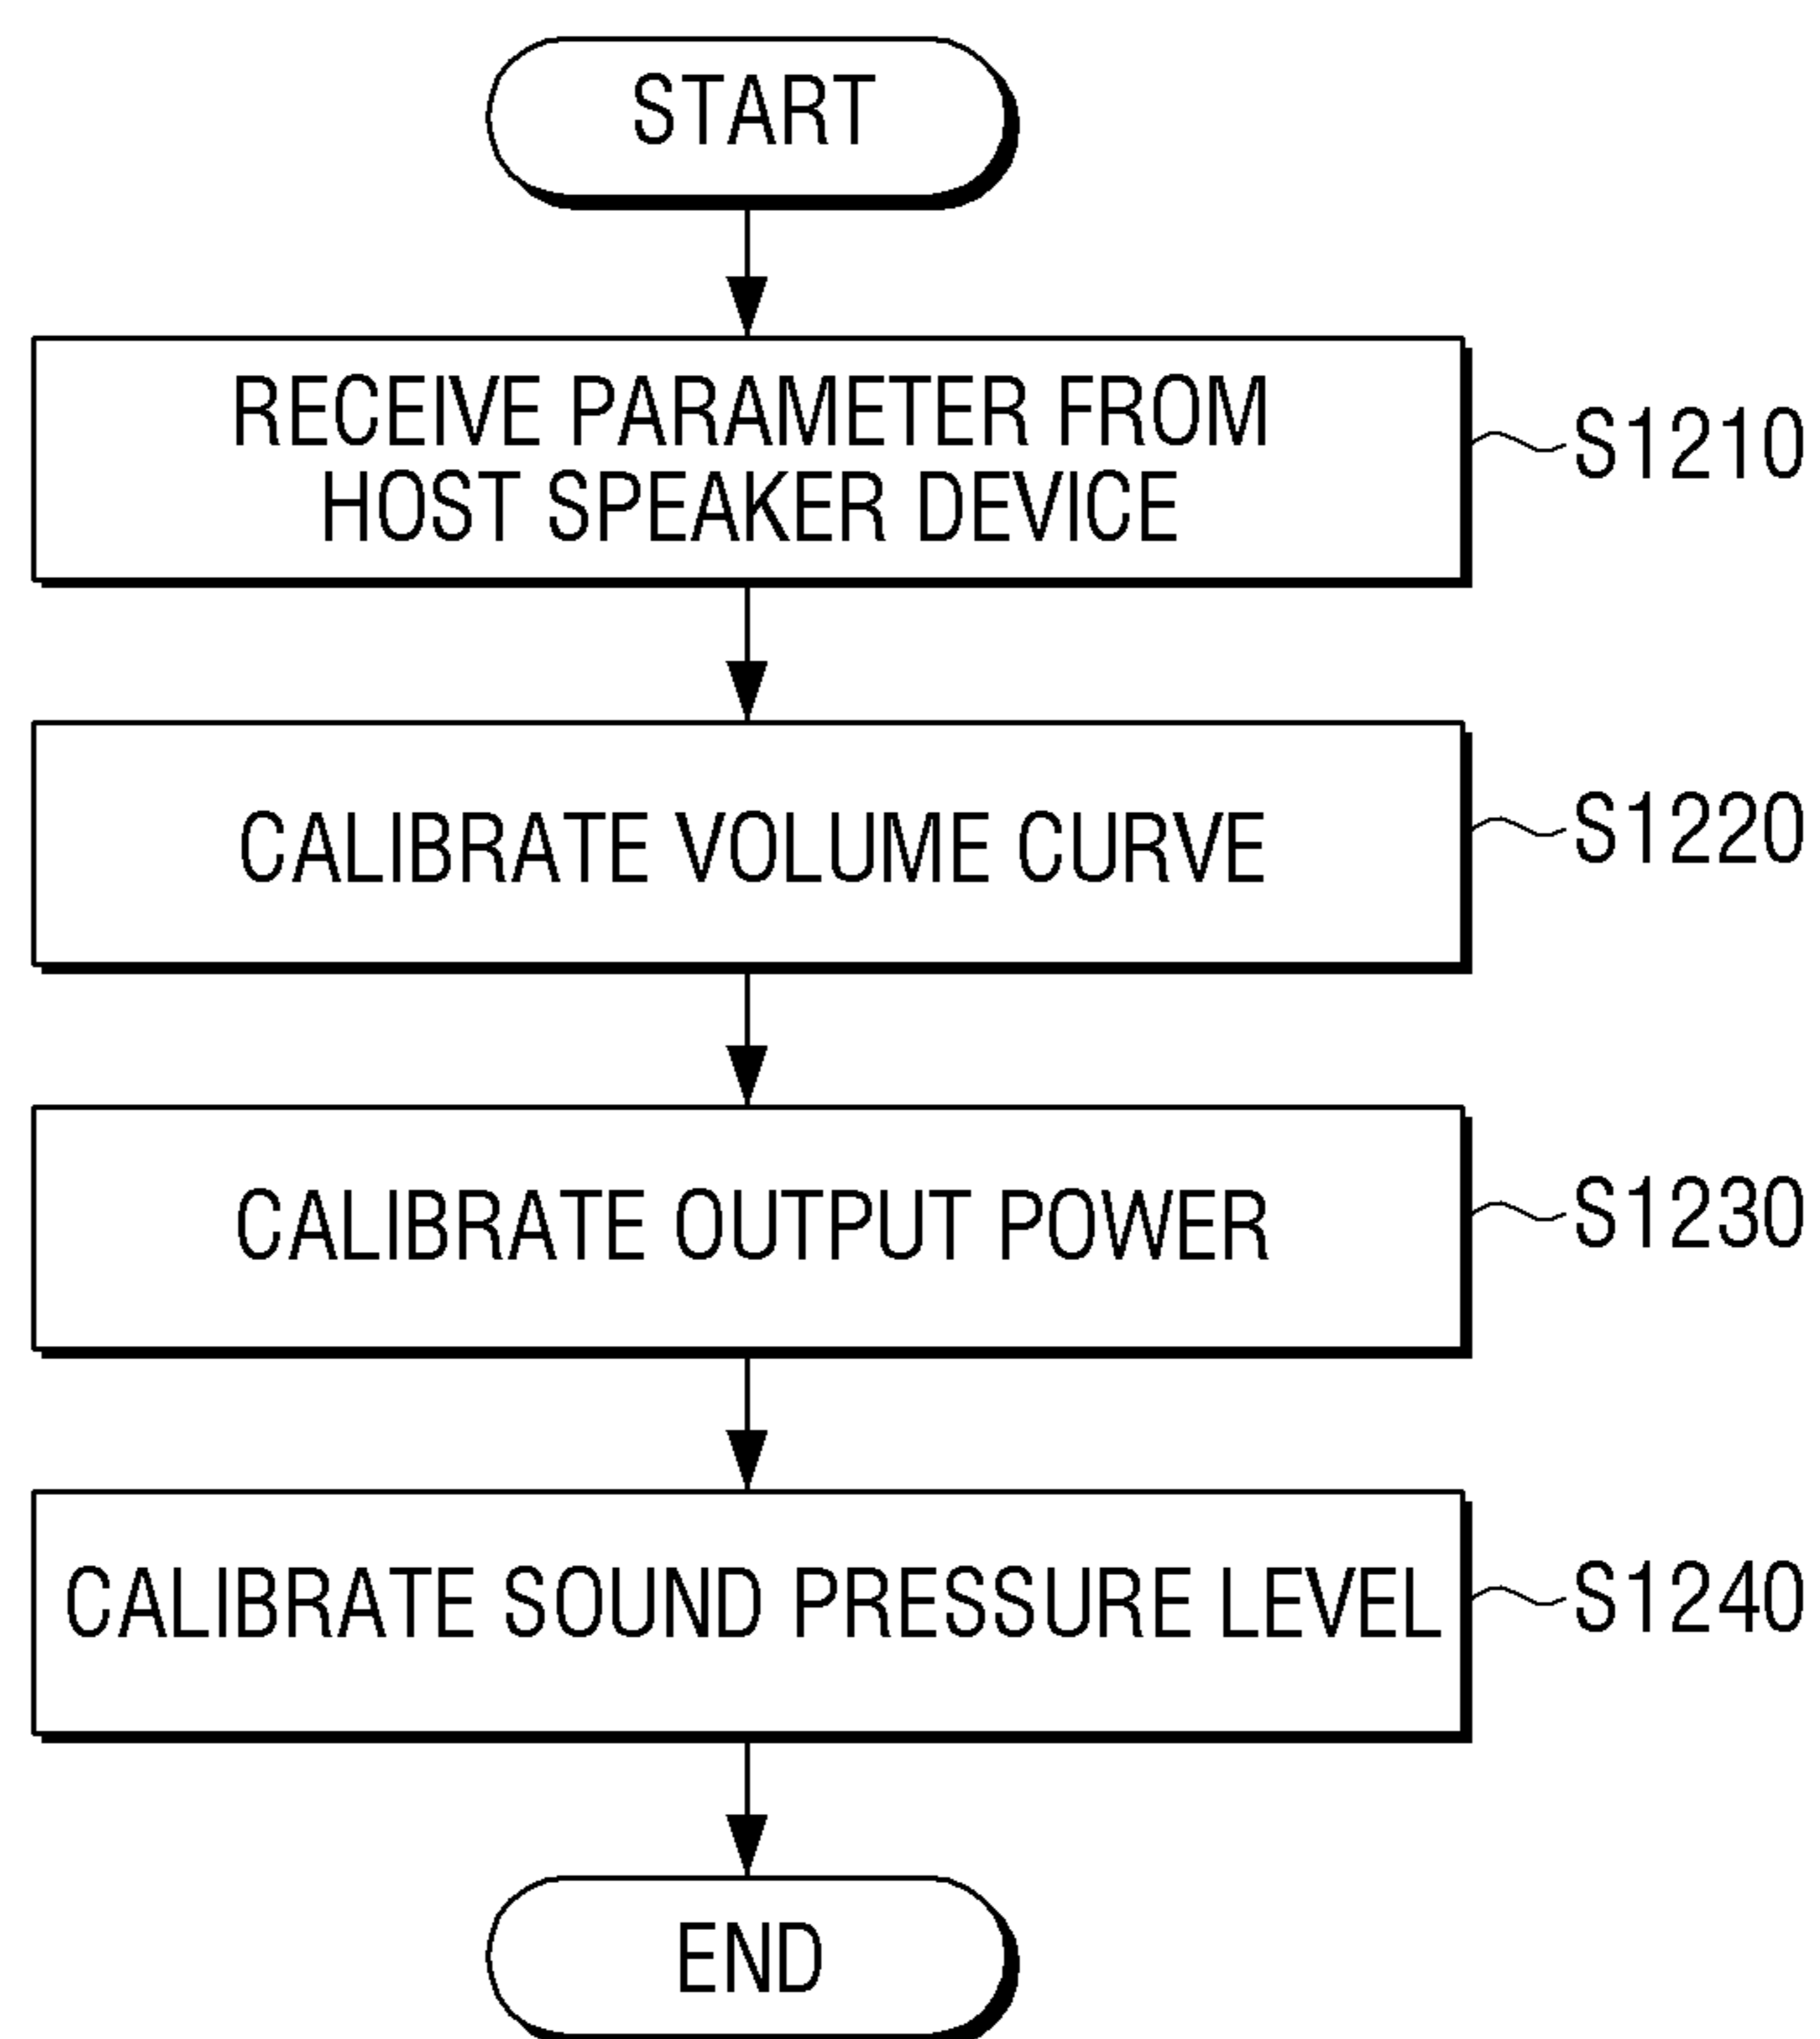 START
RECEIVE PARAMETER FROM
HOST SPEAKER DEVICE
S1210
CALIBRATE VOLUME CURVE
S1220
CALIBRATE OUTPUT POWER
S1230
CALIBRATE SOUND PRESSURE LEVEL
S1240
END